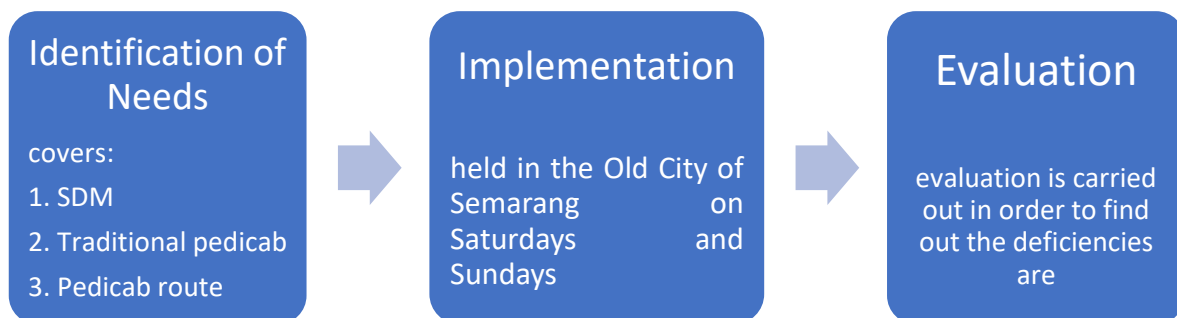 Identification of
Needs
covers:
1. SDM
2. Traditional pedicab
3. Pedicab route
Implementation
held in the Old City of
Semarang on
Saturdays and
Sundays
Evaluation
evaluation is carried
out in order to find
out the deficiencies
are